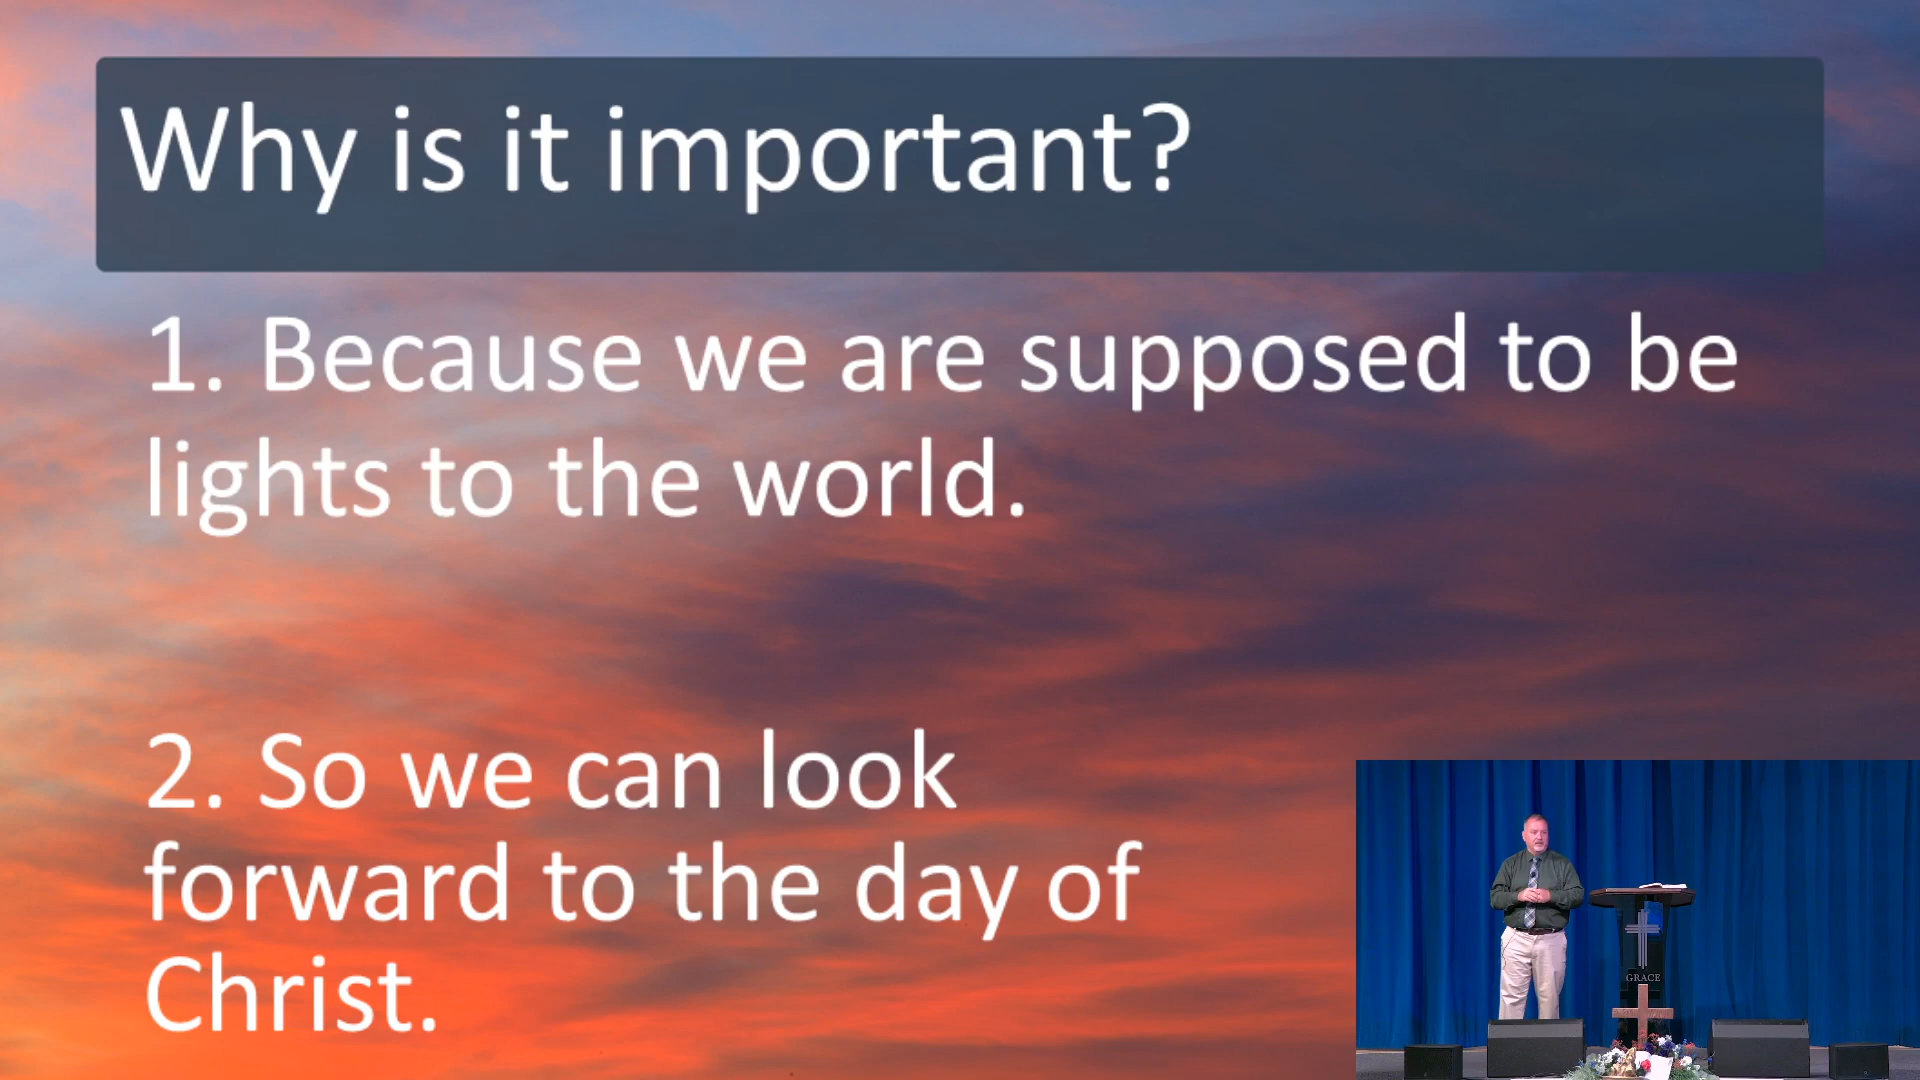 Why is it important?
1. Because we are supposed to be
lights to the world.
2. So we can look
forward to the day of
Christ.
GRACE